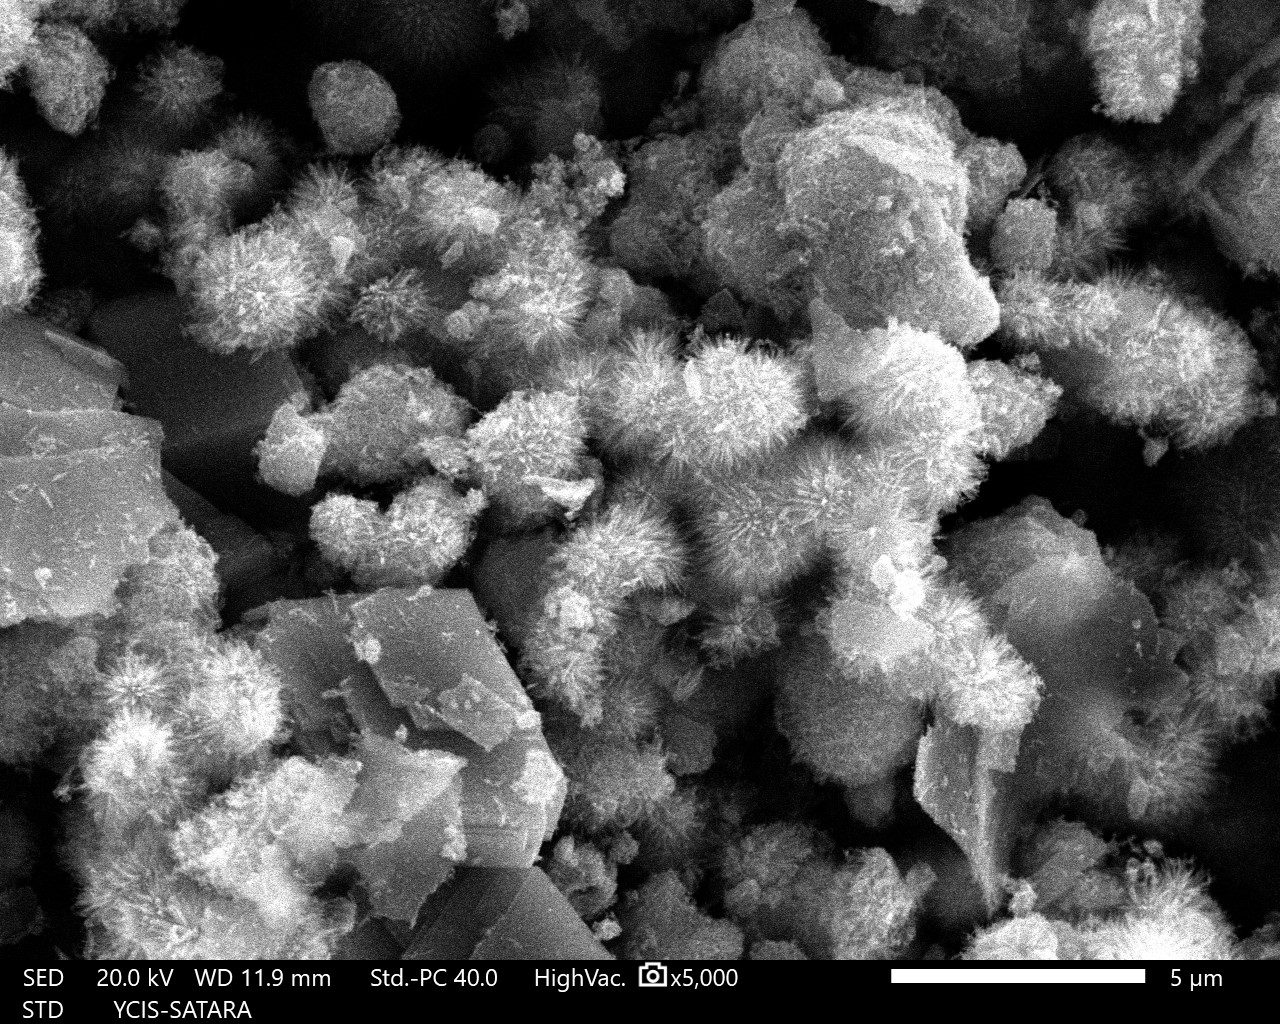 SED 20.0 kV WD 11.9 mm Std.-PC 40.0 HighVac. x5,000 5 µm
STD YCIS-SATARA